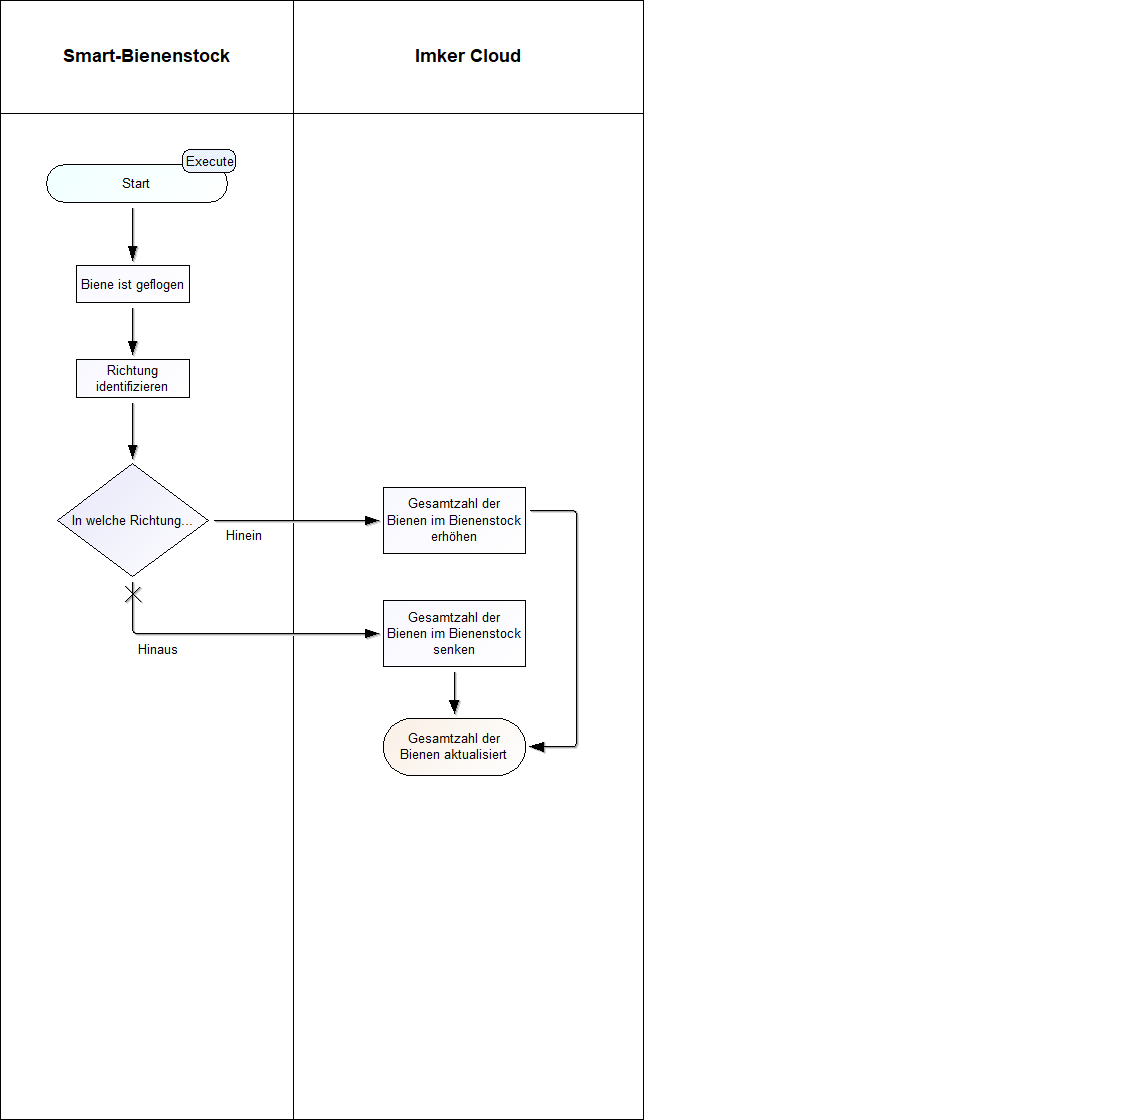 Smart-Bienenstock
Imker Cloud
Execute
Start
Biene ist geflogen
Richtung
identifizieren
In welche Richtung...
Hinein
Gesamtzahl der
Bienen im Bienenstock
erhöhen
Hinaus
Gesamtzahl der
Bienen im Bienenstock
senken
Gesamtzahl der
Bienen aktualisiert